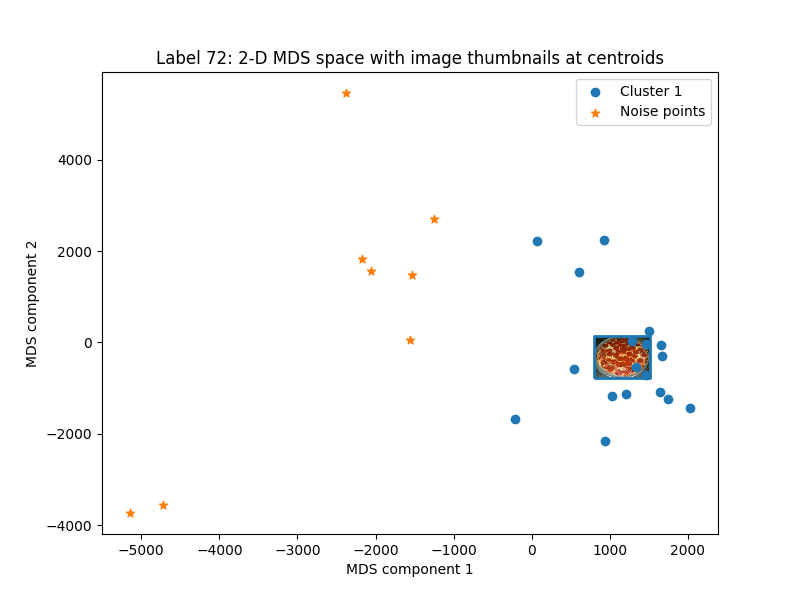 Label 72: 2-D MDS space with image thumbnails at centroids
Cluster 1
Noise points
MDS component 2
4000
2000
0
−2000
−4000
−5000 −4000 −3000 −2000 −1000 0 1000 2000
MDS component 1